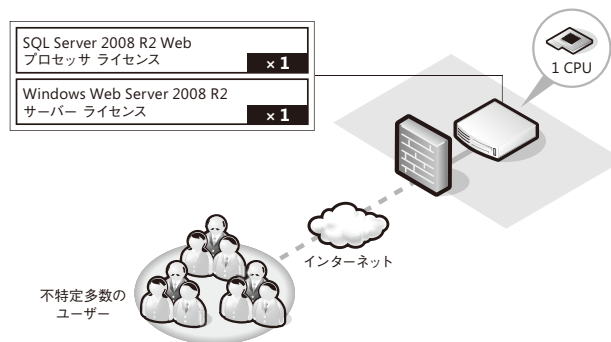 SQL Server 2008 R2 Web
プロセッサ ライセンス
× 1
Windows Web Server 2008 R2
サーバー ライセンス
× 1
1 CPU
インターネット
不特定多数の
ユーザー